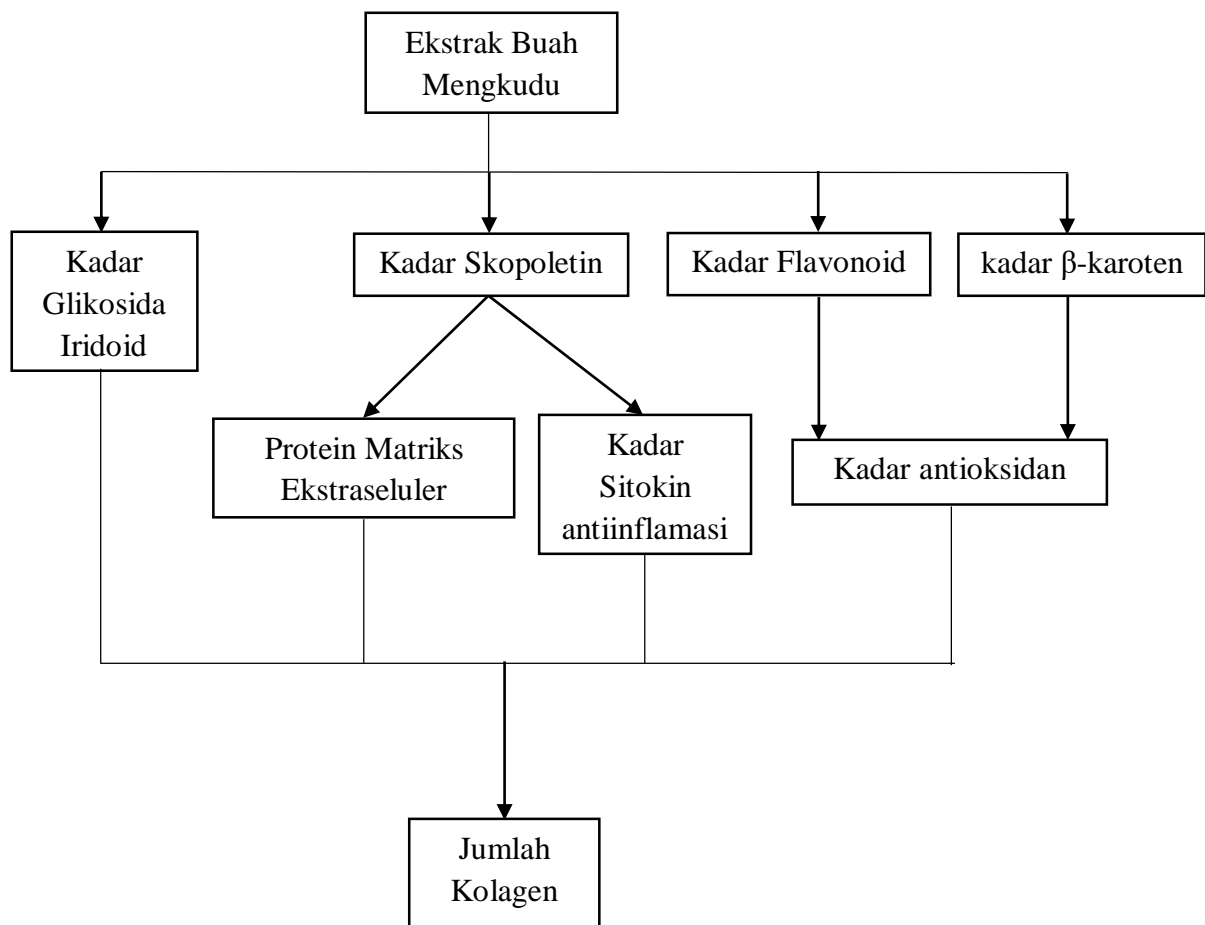 Ekstrak Buah
Mengkudu
Kadar
Glikosida
Iridoid
Kadar Skopoletin
Kadar Flavonoid
kadar β-karoten
Protein Matriks
Ekstraseluler
Kadar
Sitokin
antiinflamasi
Kadar antioksidan
Jumlah
Kolagen